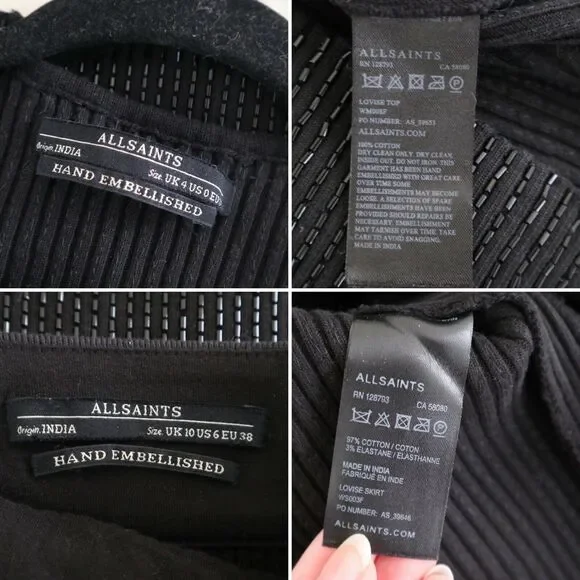 ALLSAINTS
Origin. INDIA Size. UK 4 US 0 EU
HAND EMBELLISHED
ALLSAINTS
RN 128793 CA 58080
LOVISE TOP
WM008F
PO NUMBER: AS_39653
ALLSAINTS.COM
100% COTTON
DRY CLEAN ONLY. DRY CLEAN
INSIDE OUT. DO NOT IRON. THIS
GARMENT HAS BEEN HAND
EMBELLISHED WITH GREAT CARE
OVER TIME SOME
EMBELLISHMENTS MAY BECOME
LOOSE. A SELECTION OF SPARE
EMBELLISHMENTS HAVE BEEN
PROVIDED SHOULD REPAIRS BE
NECESSARY. EMBELLISHMENT
MAY TARNISH OVER TIME. TAKE
CARE TO AVOID SNAGGING.
MADE IN INDIA
ALLSAINTS
Origin. INDIA Size. UK 10 US 6 EU 38
HAND EMBELLISHED
ALLSAINTS
RN 128793 CA 58080
97% COTTON / COTON
3% ELASTANE / ELASTHANNE
MADE IN INDIA
FABRIQUÉ EN INDE
LOVISE SKIRT
WS003F
PO NUMBER: AS_39646
ALLSAINTS.COM